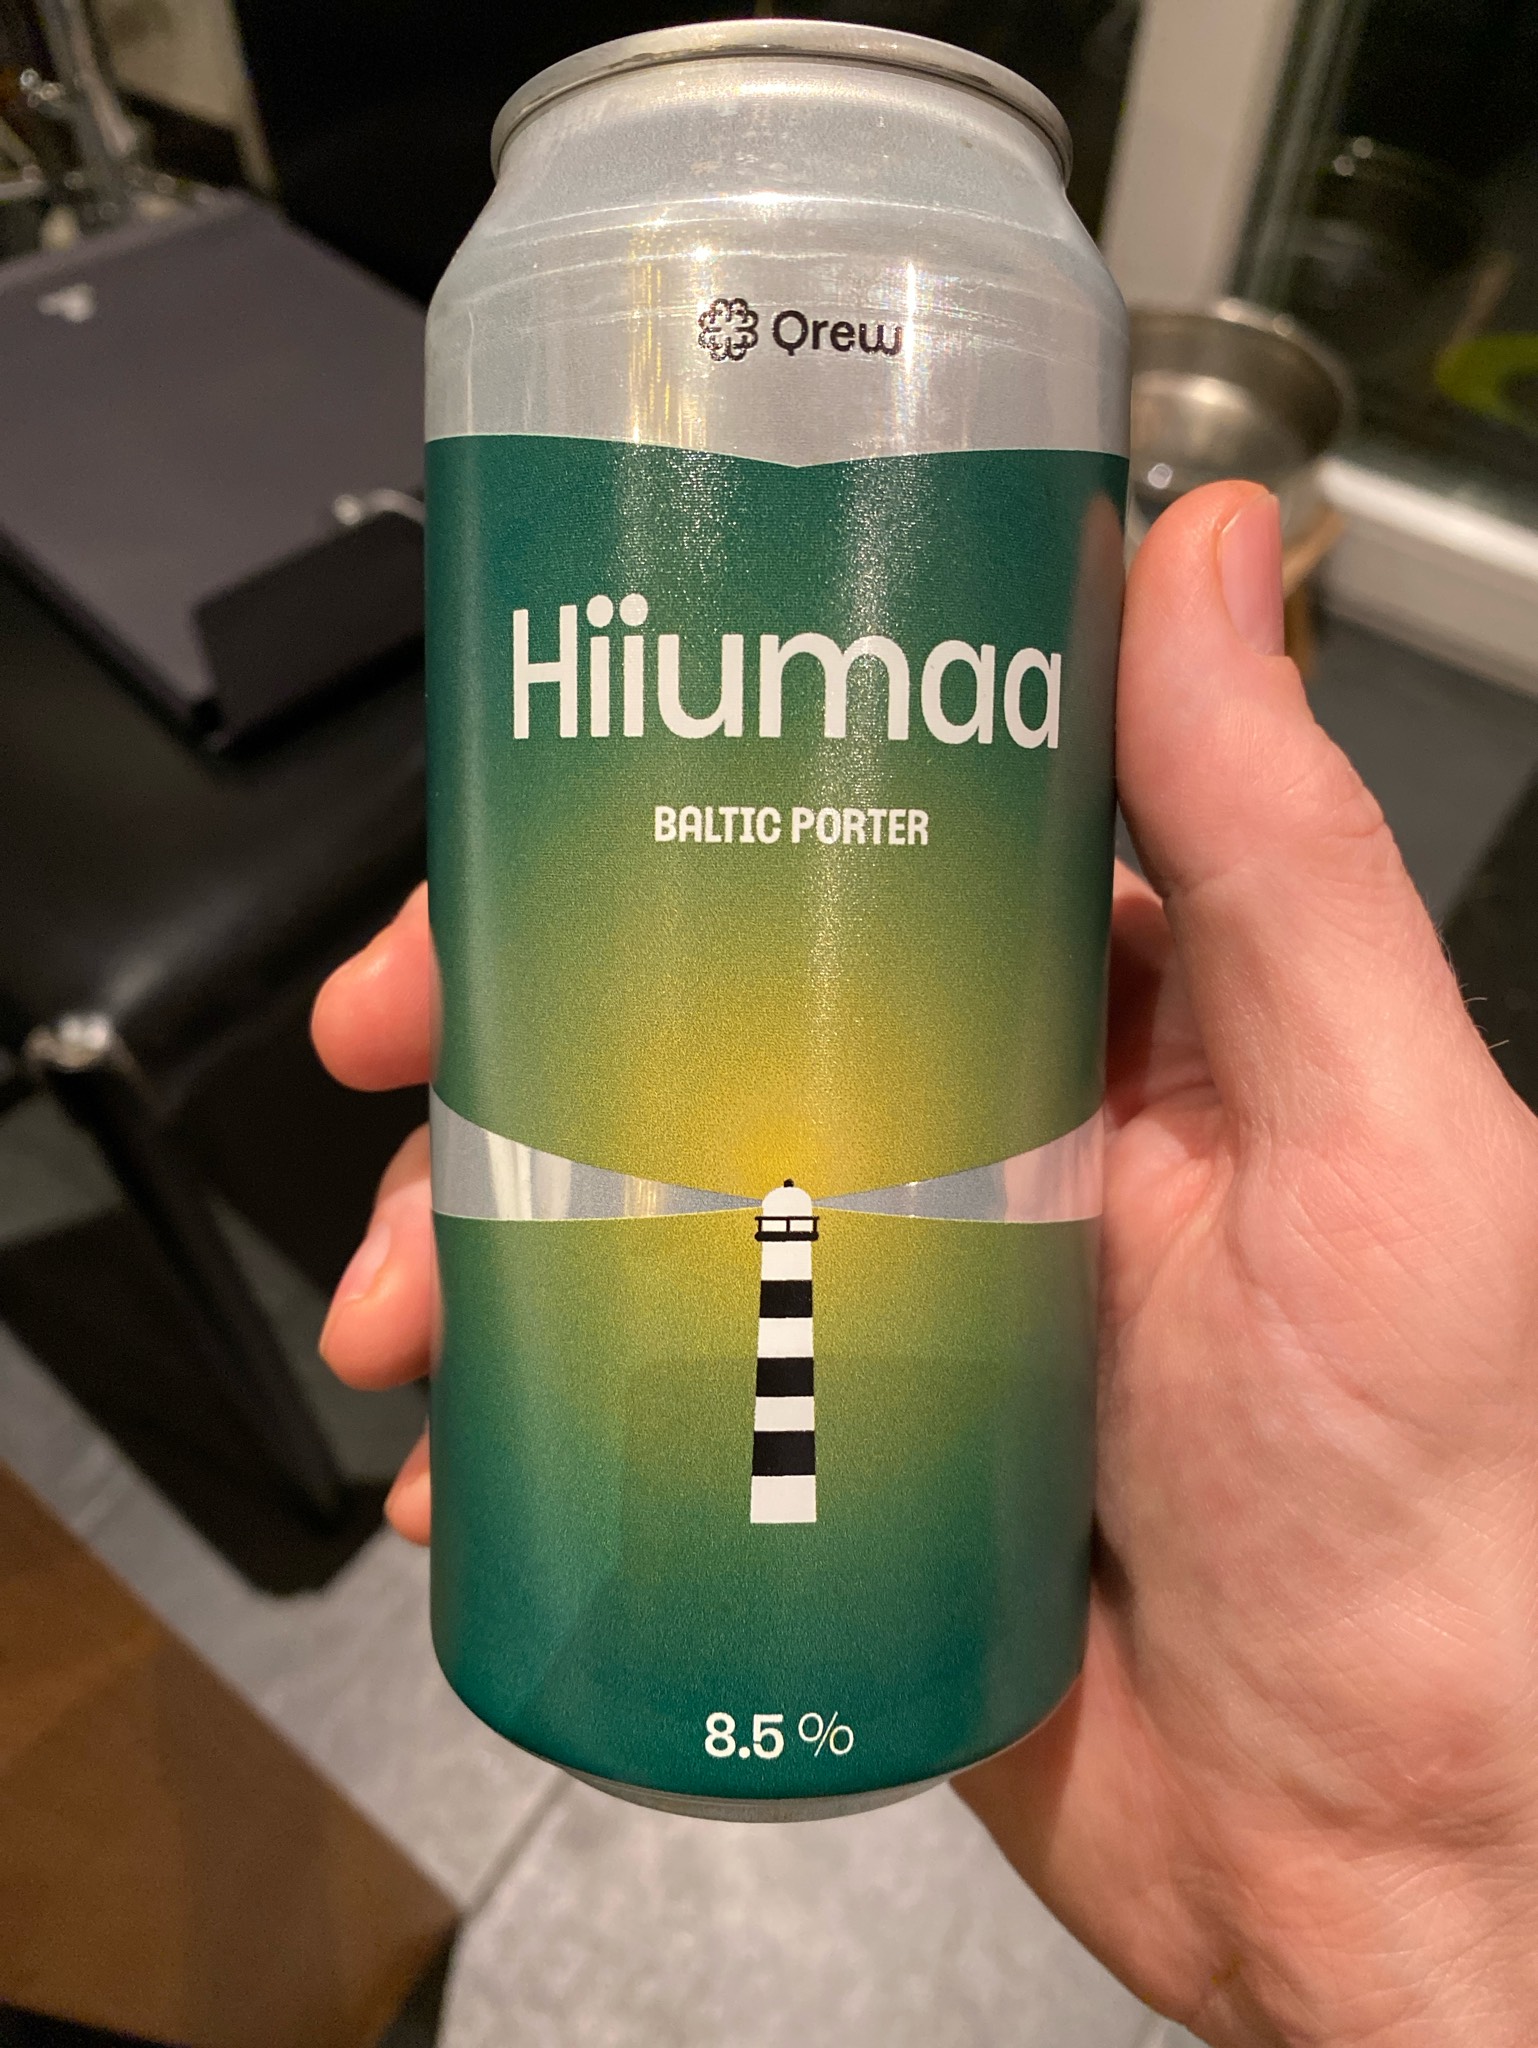 Qrew
Hiiumaa
BALTIC PORTER
8.5 %